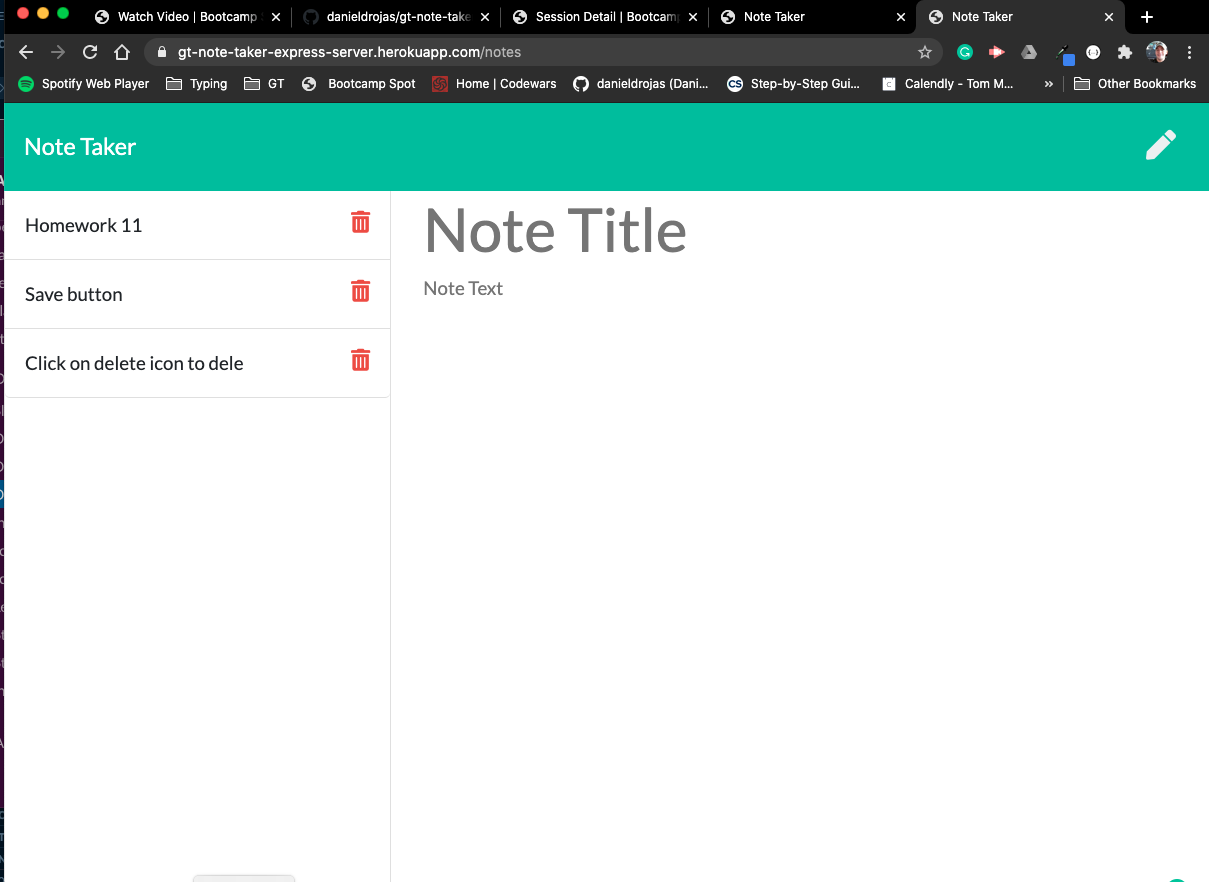 Watch Video | Bootcamp
danieldrojas/gt-note-take
Session Detail | Bootcamp
Note Taker
Note Taker
gt-note-taker-express-server.herokuapp.com/notes
Spotify Web Player
Typing
GT
Bootcamp Spot
Home | Codewars
danieldrojas (Dani...
CS
Step-by-Step Gui...
Calendly - Tom M...
»
Other Bookmarks
Note Taker
Homework 11
Note Title
Save button
Note Text
Click on delete icon to dele